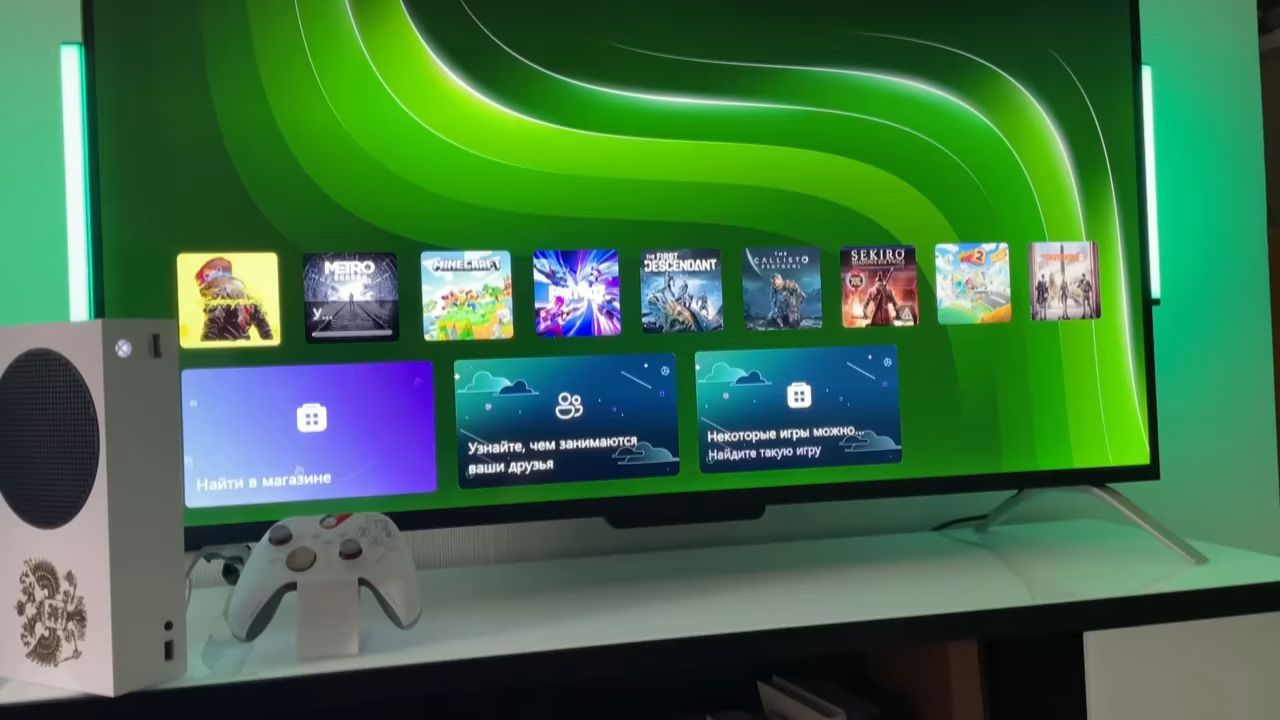 METRO
У...
MINECRAFT
THE FIRST
DESCENDANT
THE
CALLISTO
PROTOCOL
SEKIRO
2
Найти в магазине
Узнайте, чем занимаются
ваши друзья
Некоторые игры можно...
Найдите такую игру